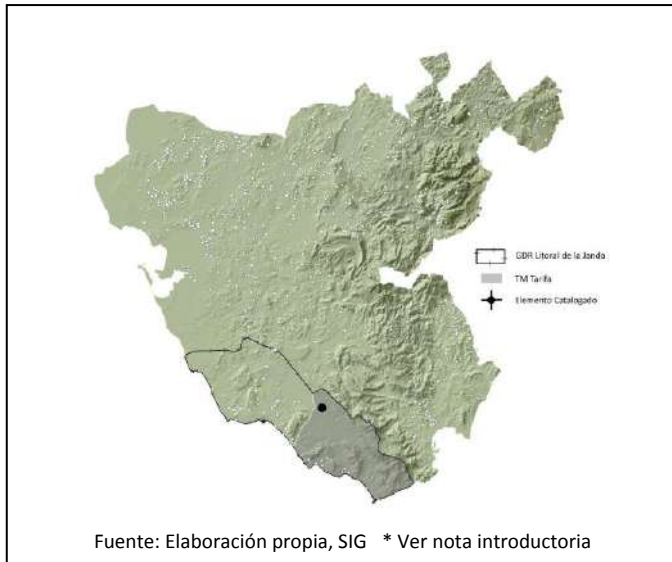 GDR Litoral de la Janda
TM Tarifa
Elemento Catalogado
Fuente: Elaboración propia, SIG * Ver nota introductoria